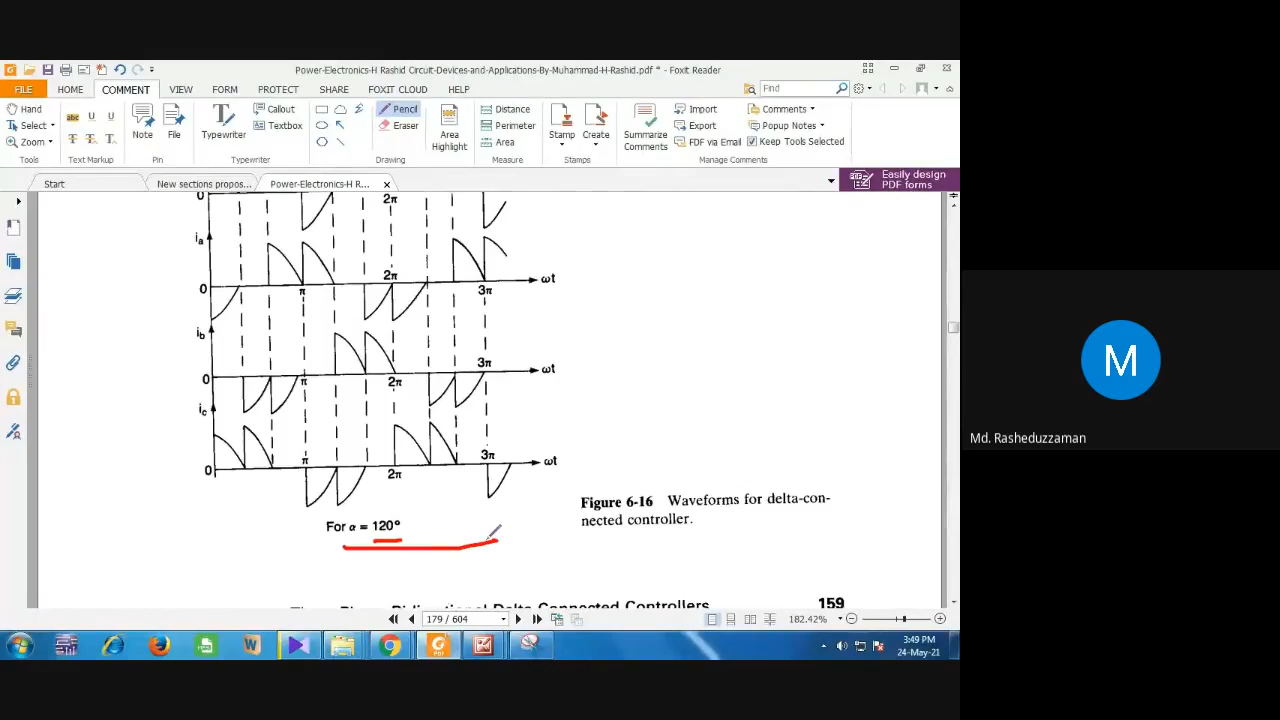 Power-Electronics-H Rashid Circuit-Devices-and-Applications-By-Muhammad-H-Rashid.pdf * - Foxit Reader
FILE HOME COMMENT VIEW FORM PROTECT SHARE FOXIT CLOUD HELP
Find
Hand
Select
Zoom
Tools
Text Markup
Note
File
Pin
Typewriter
Callout
Textbox
Typewriter
Pencil
Eraser
Area Highlight
Drawing
Distance
Perimeter
Area
Measure
Stamp
Create
Stamps
Summarize Comments
Import
Export
FDF via Email
Comments
Popup Notes
Keep Tools Selected
Manage Comments
Start
New sections propos...
Power-Electronics-H R...
Easily design PDF forms
0 2π
ia
2π
ωt
0 π 3π
ib
3π
ωt
0 π 2π
ic
3π
ωt
0 π 2π
For α = 120°
Figure 6-16 Waveforms for delta-con-
nected controller.
Bidirectional Delta-Connected Controllers 159
179 / 604
182.42%
3:49 PM
24-May-21
M
Md. Rasheduzzaman